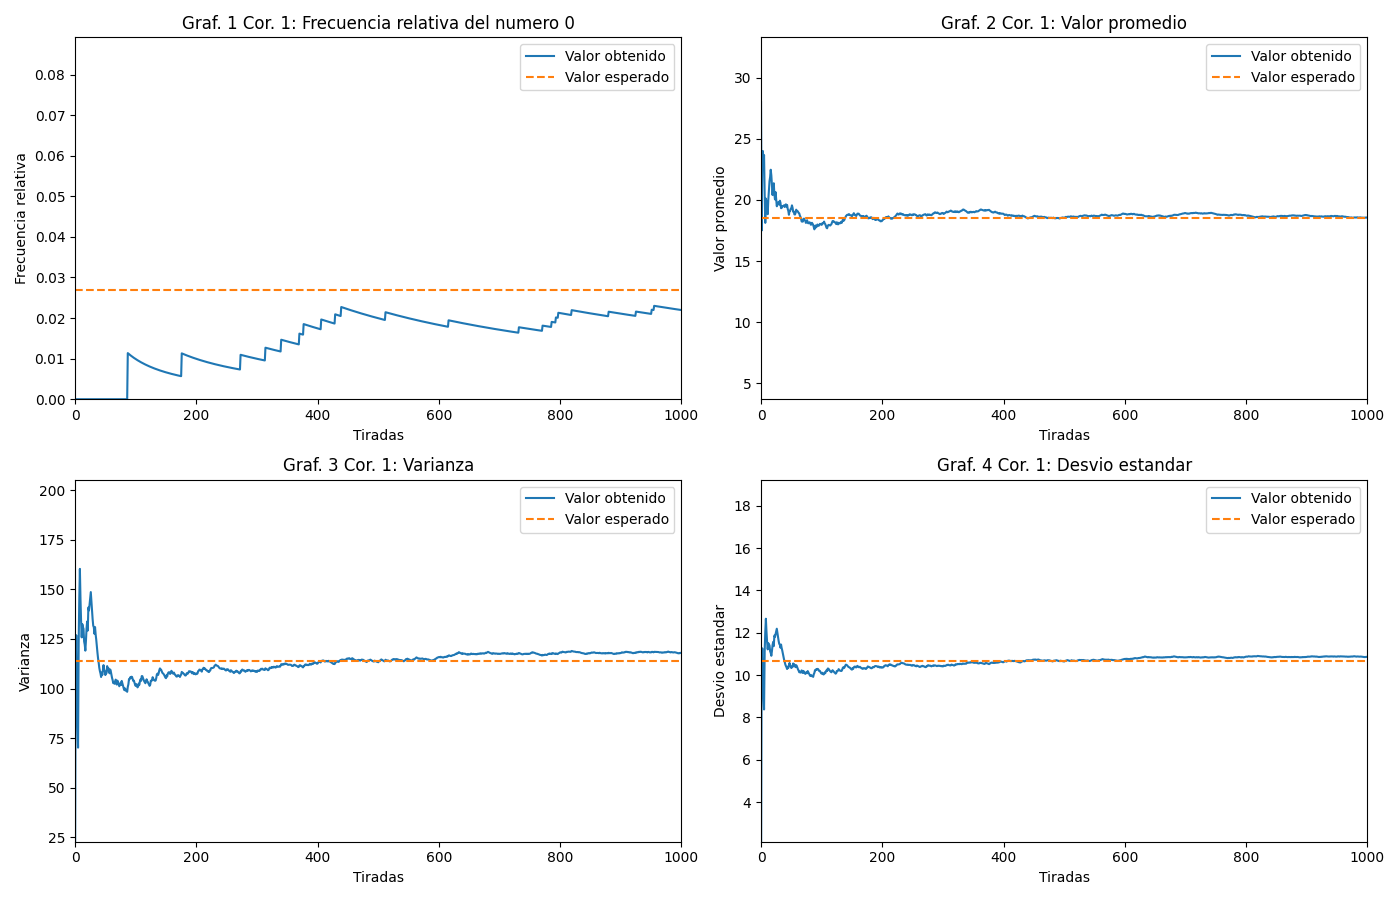 Graf. 1 Cor. 1: Frecuencia relativa del numero 0
Valor obtenido
Valor esperado
0.08
0.07
0.06
0.05
0.04
0.03
0.02
0.01
0.00
Frecuencia relativa
0 200 400 600 800 1000
Tiradas
Graf. 2 Cor. 1: Valor promedio
Valor obtenido
Valor esperado
30
25
20
15
10
5
Valor promedio
0 200 400 600 800 1000
Tiradas
Graf. 3 Cor. 1: Varianza
Valor obtenido
Valor esperado
200
175
150
125
100
75
50
25
Varianza
0 200 400 600 800 1000
Tiradas
Graf. 4 Cor. 1: Desvio estandar
Valor obtenido
Valor esperado
18
16
14
12
10
8
6
4
Desvio estandar
0 200 400 600 800 1000
Tiradas